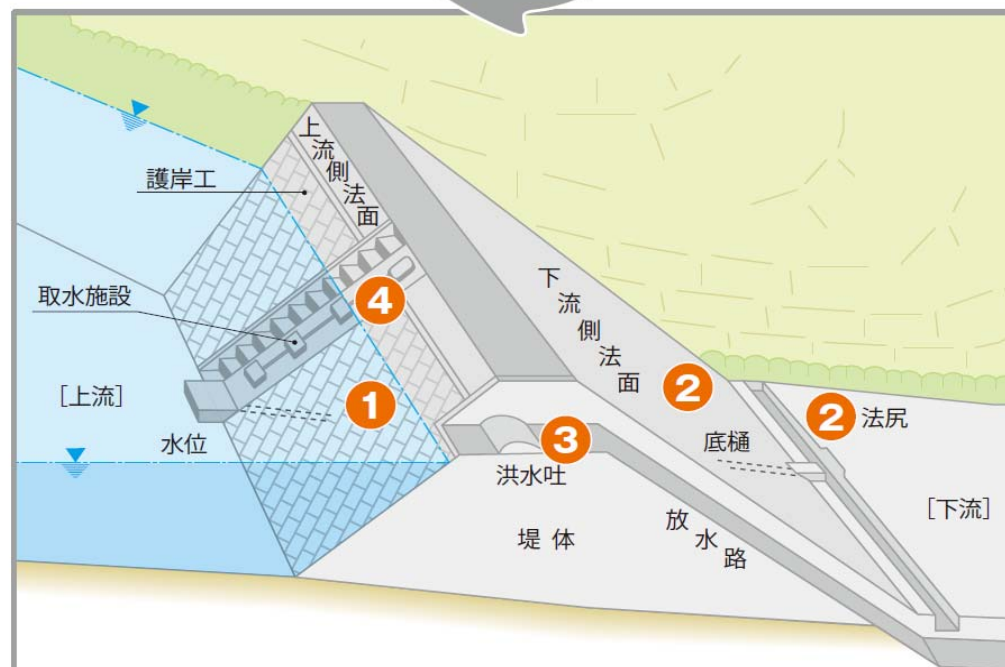 上流側法面
護岸工
取水施設
4
[上流]
1
水位
下流側法面
2
2
法尻
底樋
3
洪水吐
[下流]
堤体
放水路